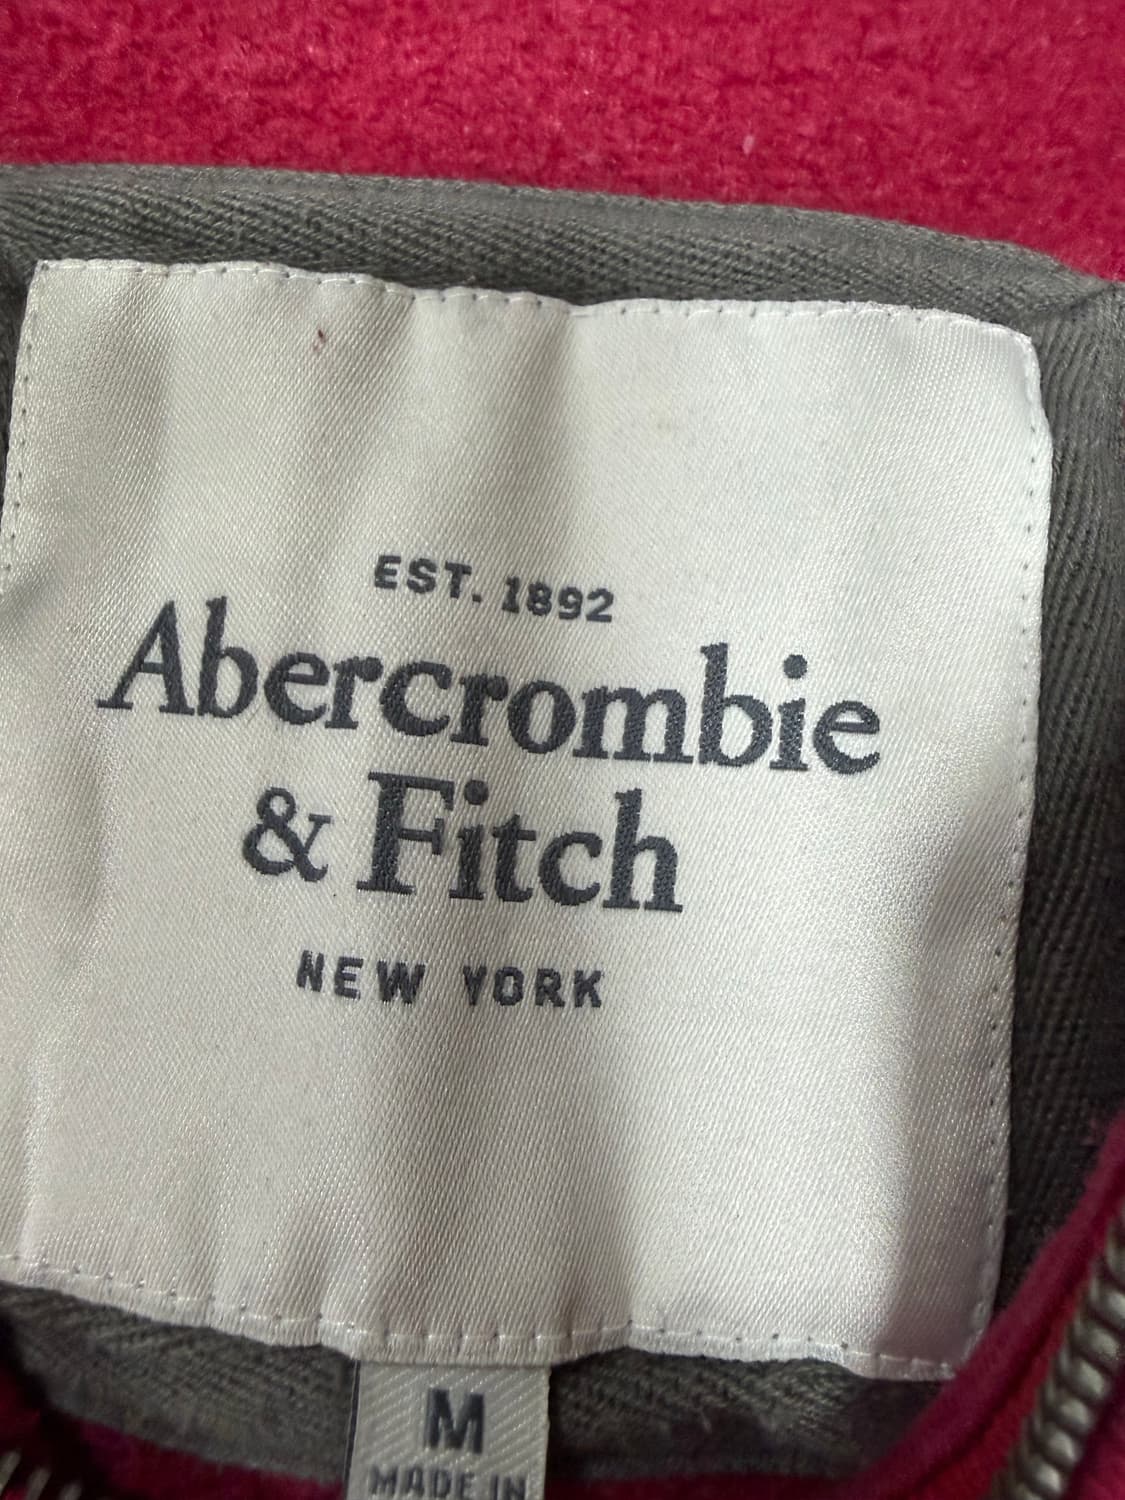 EST. 1892
Abercrombie
& Fitch
NEW YORK
M
MADE IN